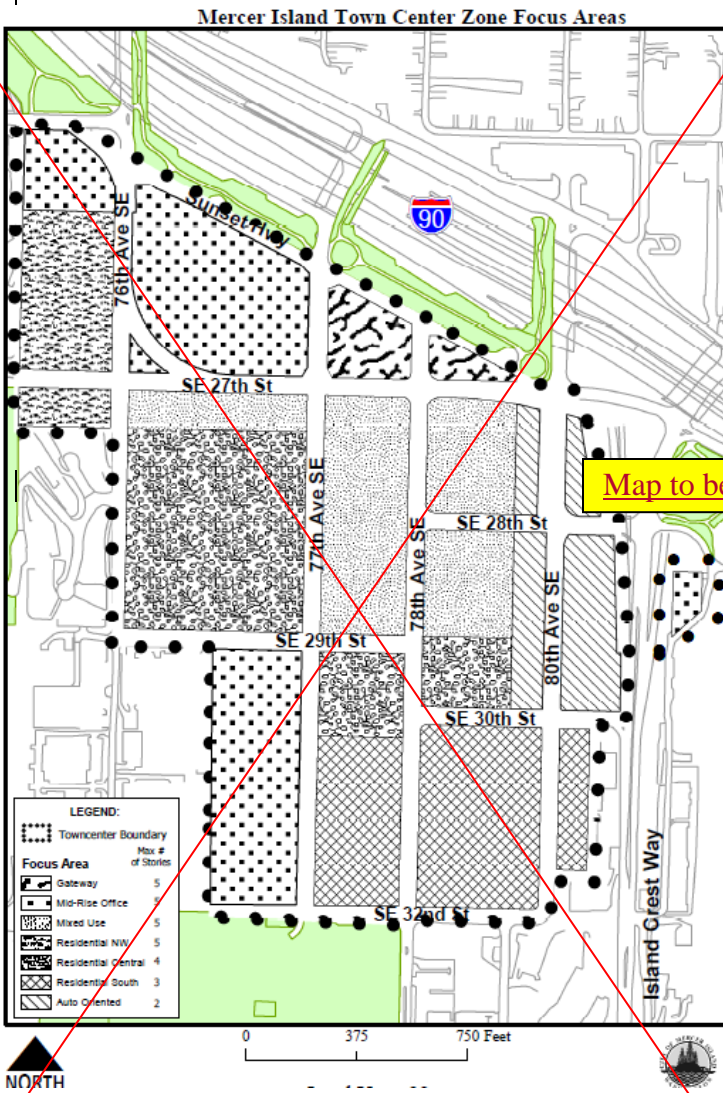 Mercer Island Town Center Zone Focus Areas
90
Sunset Hwy
76th Ave SE
SE 27th St
Map to be
77th Ave SE
SE 28th St
78th Ave SE
80th Ave SE
SE 29th St
SE 30th St
SE 32nd St
Island Crest Way
LEGEND:
Towncenter Boundary
Focus Area
Max #
of Stories
Gateway 5
Mid-Rise Office 5
Mixed Use 5
Residential NW 5
Residential Central 4
Residential South 3
Auto Oriented 2
0 375 750 Feet
NORTH